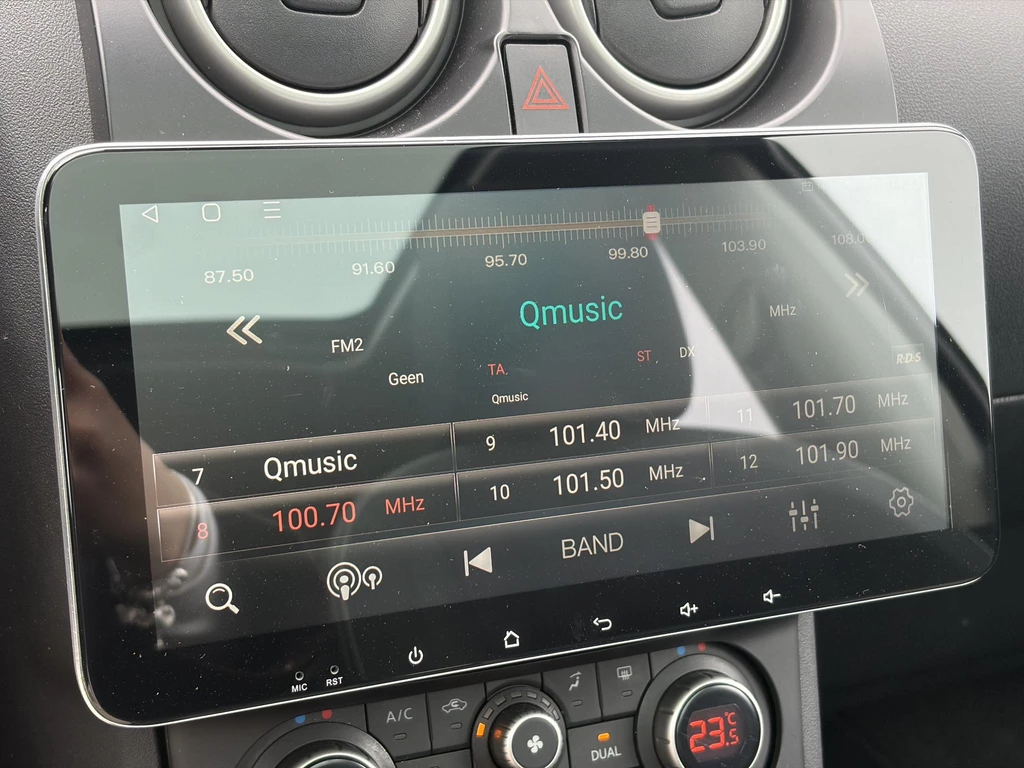 87.50 91.60 95.70 99.80 103.90 108.00
Qmusic
MHz
FM2
Geen TA ST DX
RDS
Qmusic
7 Qmusic
8 100.70 MHz
9 101.40 MHz
10 101.50 MHz
11 101.70 MHz
12 101.90 MHz
BAND
MIC RST
A/C
DUAL
23.5°C